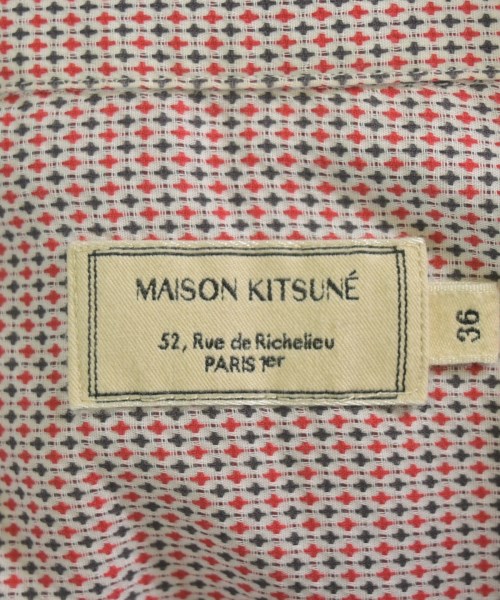 MAISON KITSUNÉ
52, Rue de Richelieu
PARIS 1er
36